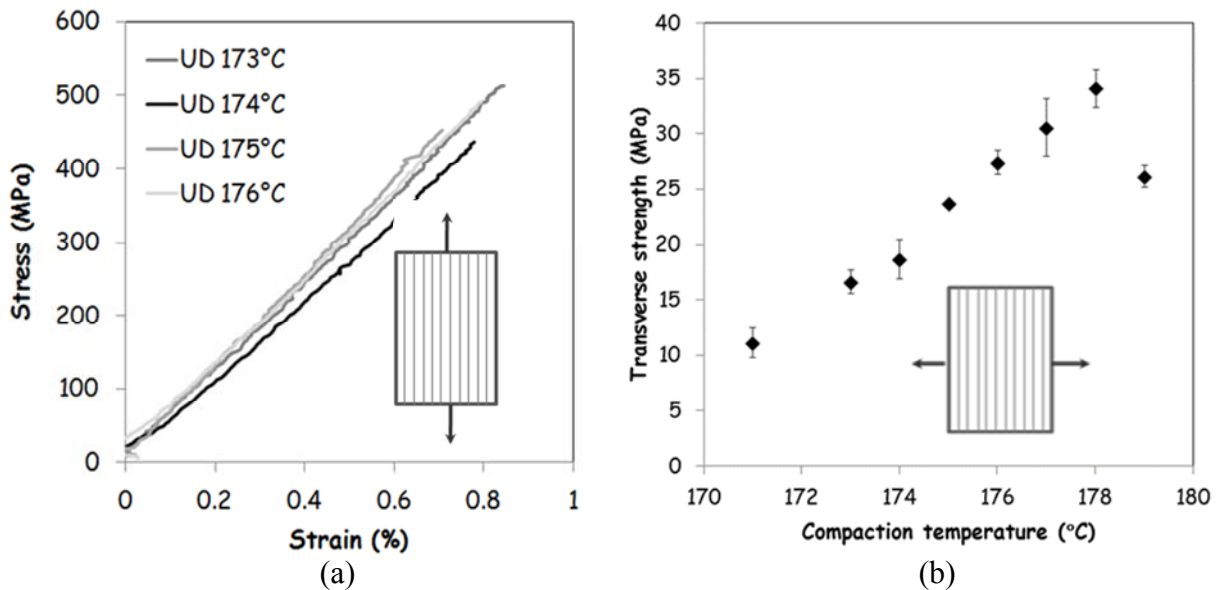 600
500
400
300
200
100
0
Stress (MPa)
UD 173°C
UD 174°C
UD 175°C
UD 176°C
0 0.2 0.4 0.6 0.8 1
Strain (%)
(a)
40
35
30
25
20
15
10
5
0
Transverse strength (MPa)
170 172 174 176 178 180
Compaction temperature (°C)
(b)